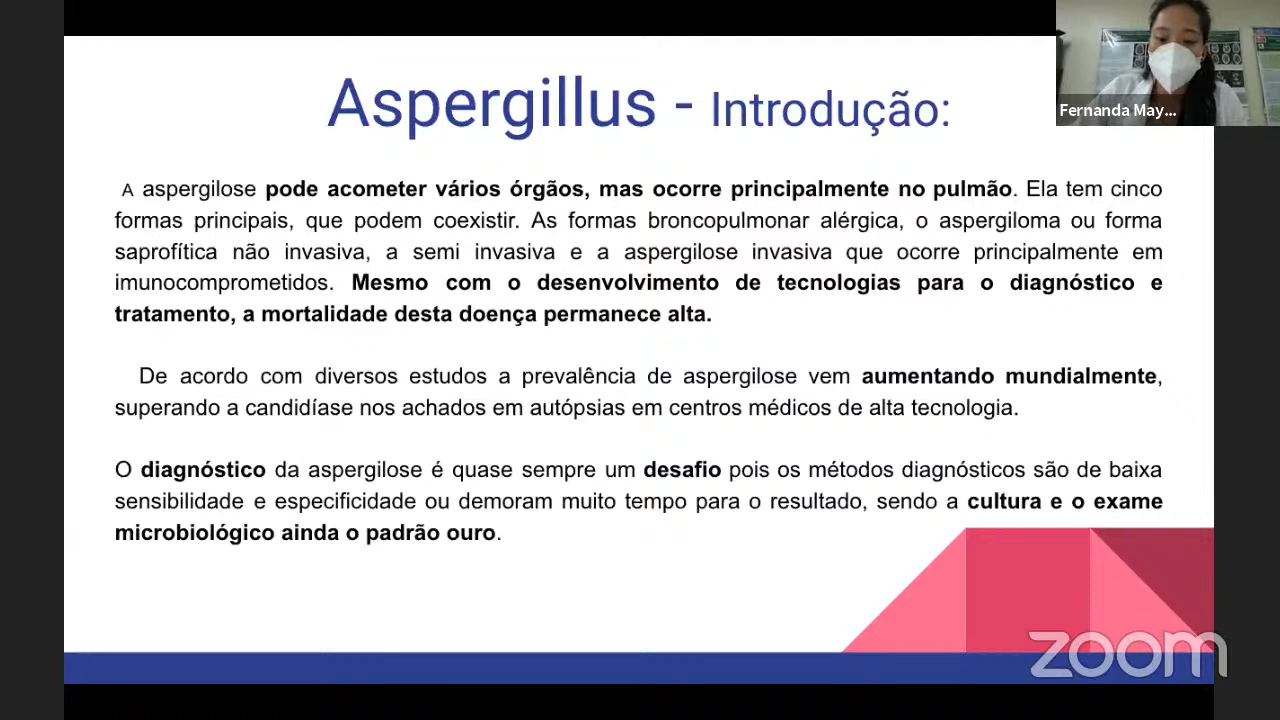 Aspergillus - Introdução:
Fernanda May...
A aspergilose pode acometer vários órgãos, mas ocorre principalmente no pulmão. Ela tem cinco
formas principais, que podem coexistir. As formas broncopulmonar alérgica, o aspergiloma ou forma
saprofítica não invasiva, a semi invasiva e a aspergilose invasiva que ocorre principalmente em
imunocomprometidos. Mesmo com o desenvolvimento de tecnologias para o diagnóstico e
tratamento, a mortalidade desta doença permanece alta.
De acordo com diversos estudos a prevalência de aspergilose vem aumentando mundialmente,
superando a candidíase nos achados em autópsias em centros médicos de alta tecnologia.
O diagnóstico da aspergilose é quase sempre um desafio pois os métodos diagnósticos são de baixa
sensibilidade e especificidade ou demoram muito tempo para o resultado, sendo a cultura e o exame
microbiológico ainda o padrão ouro.
zoom